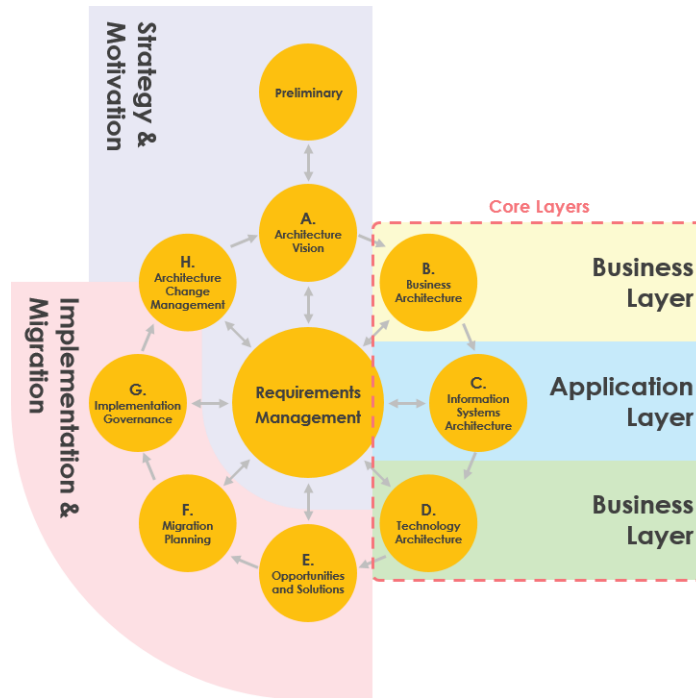 Strategy &
Motivation
Preliminary
A.
Architecture
Vision
Core Layers
H.
Architecture
Change
Management
B.
Business
Architecture
Business
Layer
Implementation &
Migration
Requirements
Management
G.
Implementation
Governance
C.
Information
Systems
Architecture
Application
Layer
F.
Migration
Planning
D.
Technology
Architecture
Business
Layer
E.
Opportunities
and Solutions